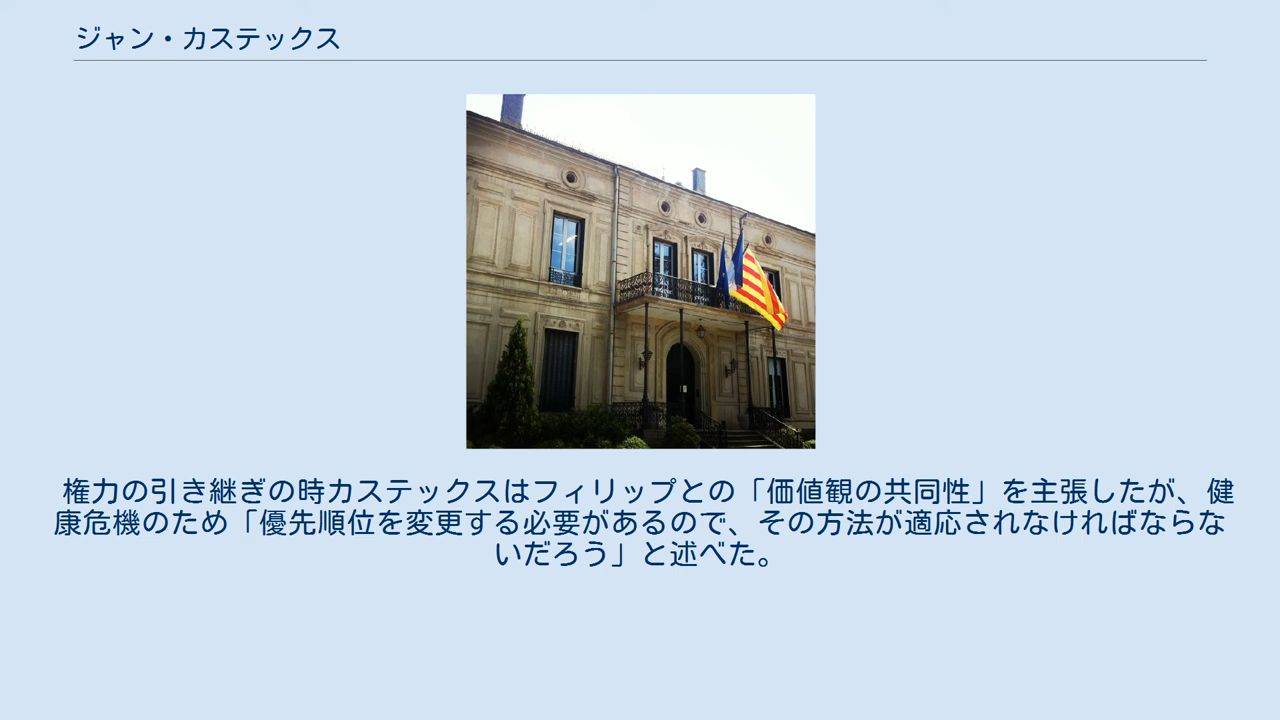 ジャン・カステックス
権力の引き継ぎの時カステックスはフィリップとの「価値観の共同性」を主張したが、健
康危機のため「優先順位を変更する必要があるので、その方法が適応されなければならな
いだろう」と述べた。